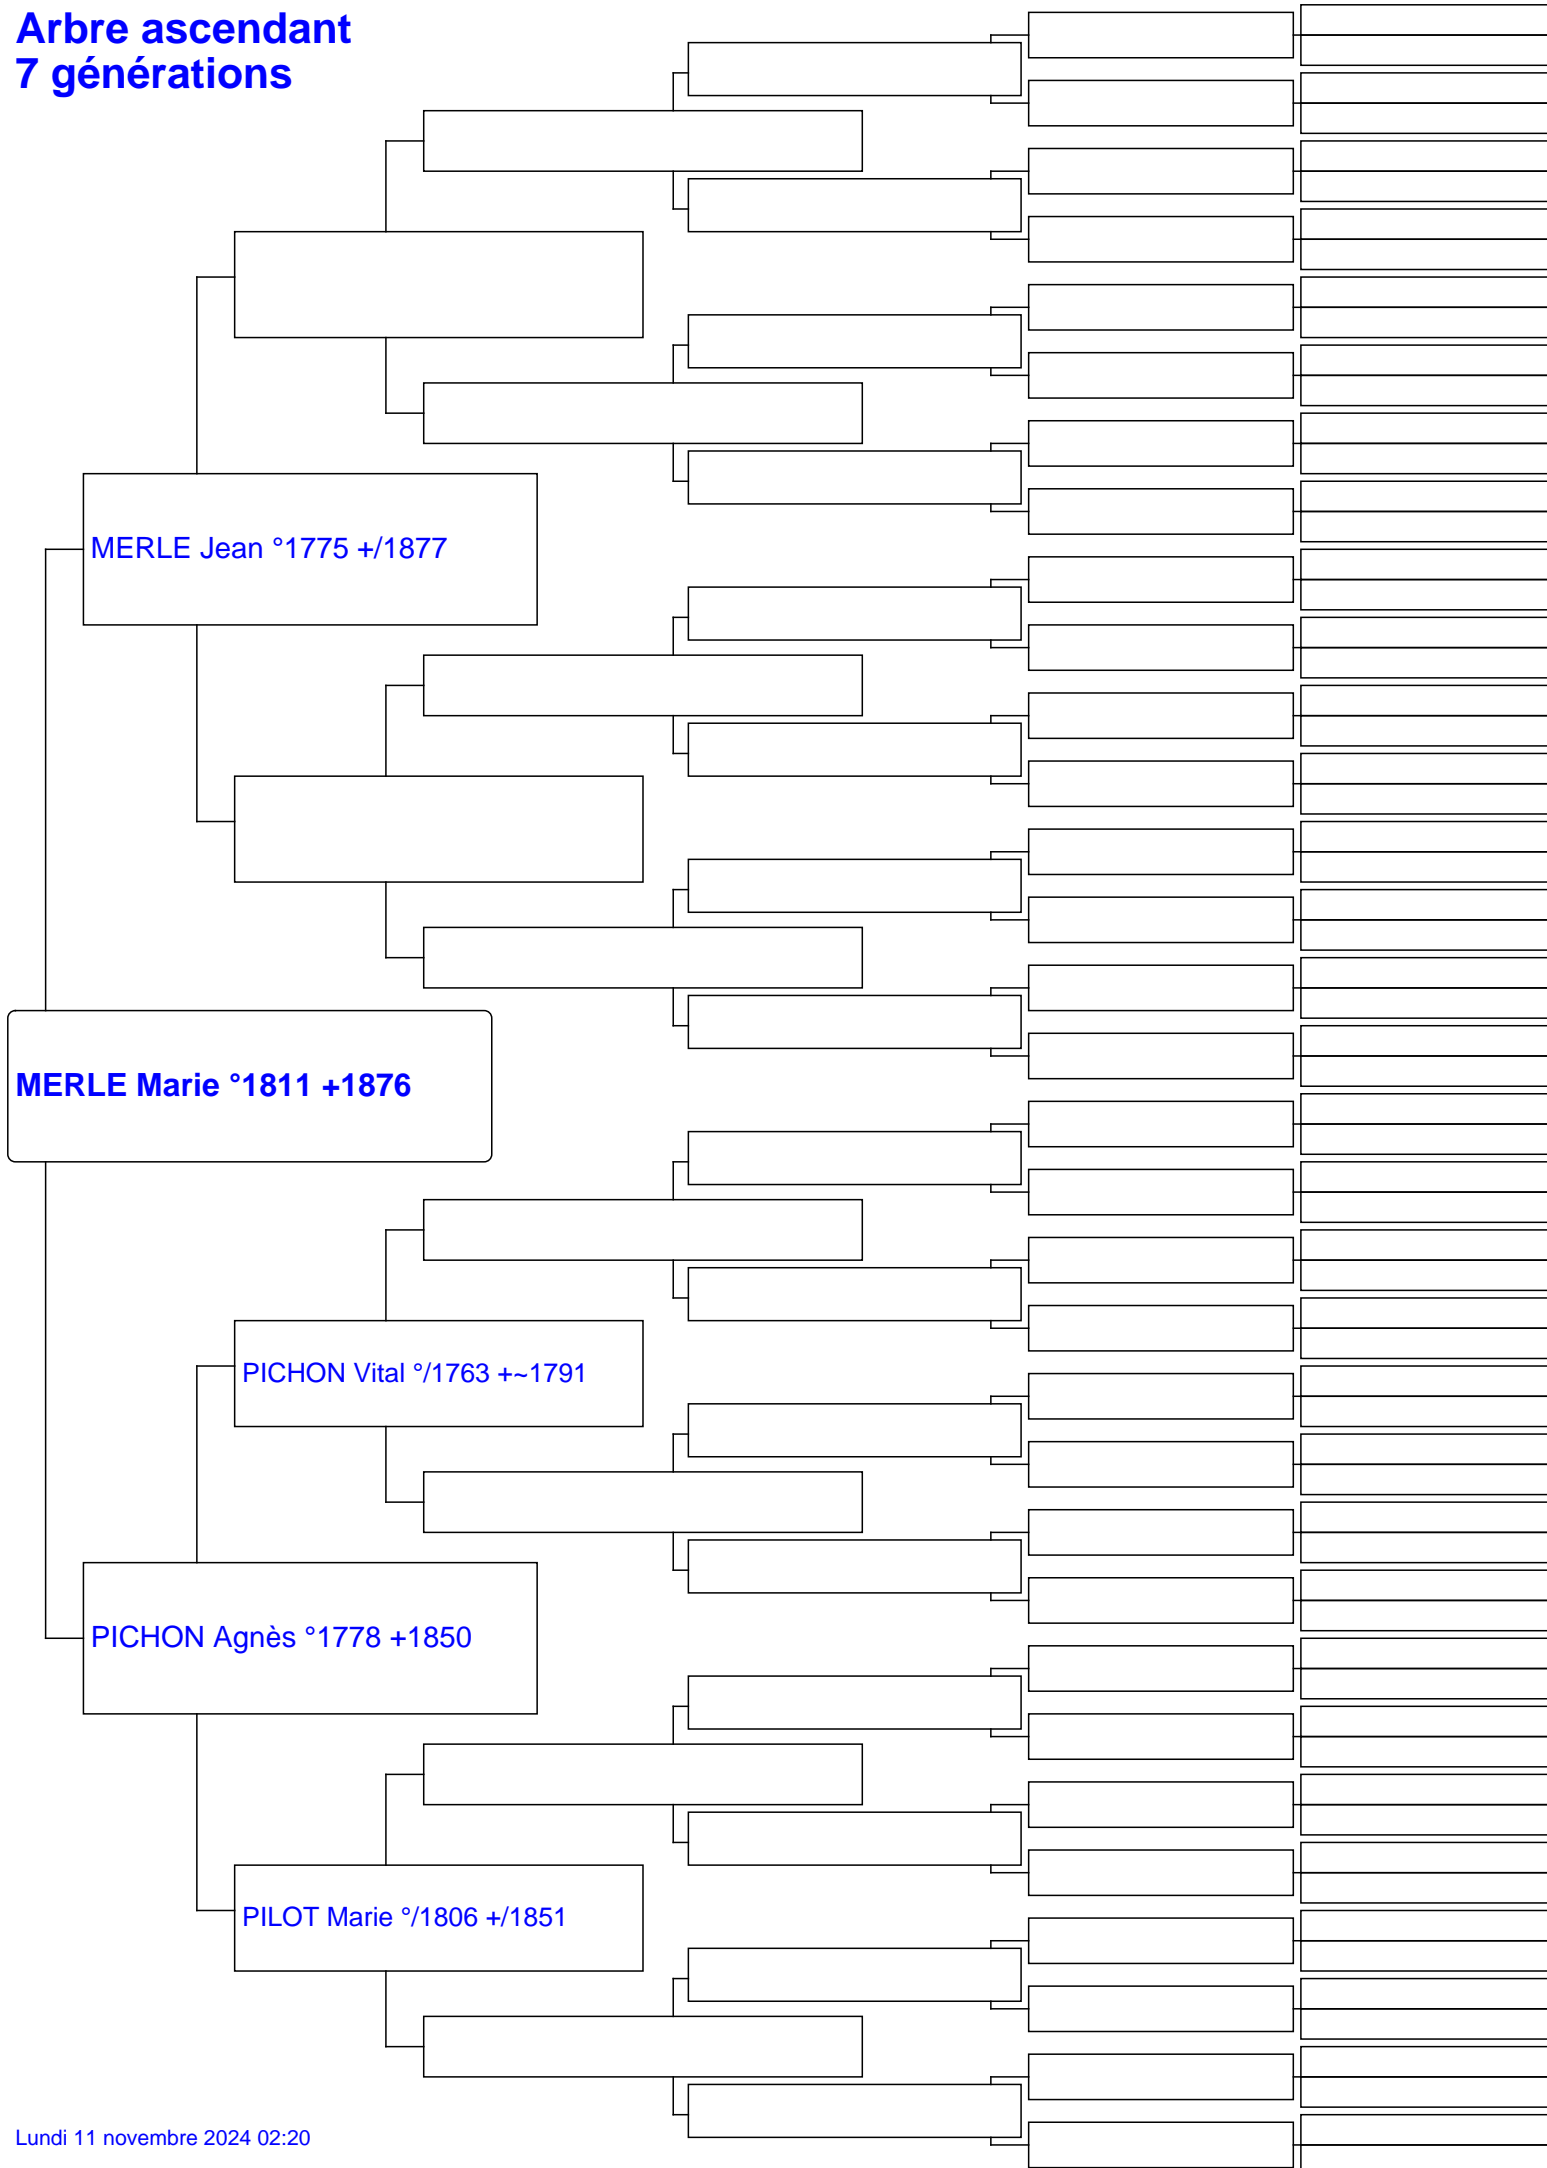 Arbre ascendant
7 générations
MERLE Jean °1775 +/1877
MERLE Marie °1811 +1876
PICHON Vital °/1763 +~1791
PICHON Agnès °1778 +1850
PILOT Marie °/1806 +/1851
Lundi 11 novembre 2024 02:20